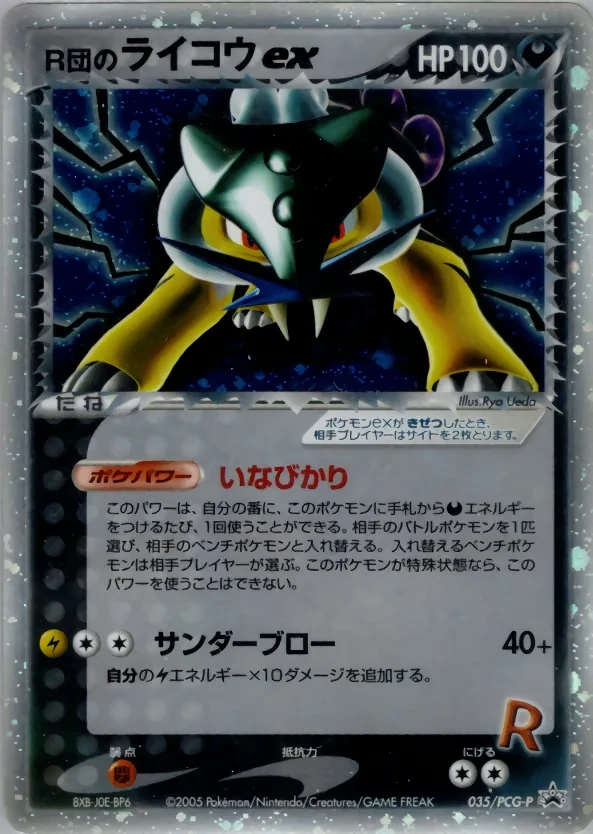 R団のライコウex HP100
たね
Illus.Ryo Ueda
ポケモンexが きぜつしたとき、
相手プレイヤーはサイドを2枚とります。
ポケパワー いなびかり
このパワーは、自分の番に、このポケモンに手札からエネルギー
をつけるたび、1回使うことができる。相手のバトルポケモンを1匹
選び、相手のベンチポケモンと入れ替える。入れ替えるベンチポケ
モンは相手プレイヤーが選ぶ。このポケモンが特殊状態なら、この
パワーを使うことはできない。
サンダーブロー 40+
自分のエネルギー×10ダメージを追加する。
R
弱点 抵抗力 にげる
8XB-J0E-BP6 ©2005 Pokémon/Nintendo/Creatures/GAME FREAK 035/PCG-P